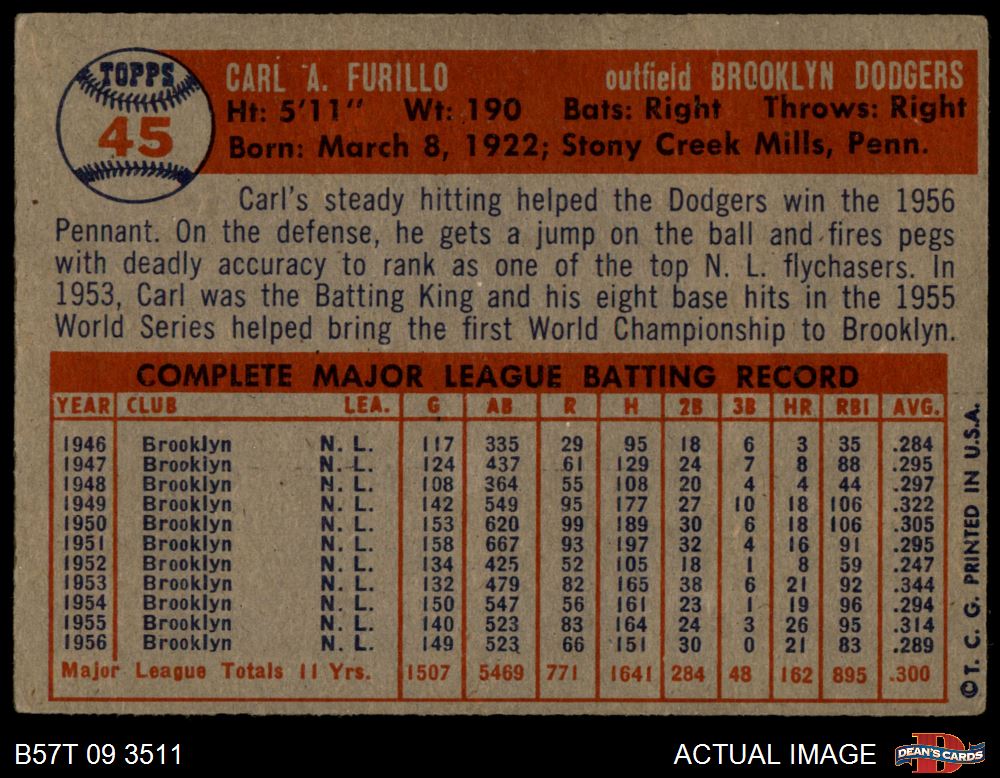 TOPPS
45
CARL A. FURILLO outfield BROOKLYN DODGERS
Ht: 5'11" Wt: 190 Bats: Right Throws: Right
Born: March 8, 1922; Stony Creek Mills, Penn.
Carl's steady hitting helped the Dodgers win the 1956
Pennant. On the defense, he gets a jump on the ball and fires pegs
with deadly accuracy to rank as one of the top N. L. flychasers. In
1953, Carl was the Batting King and his eight base hits in the 1955
World Series helped bring the first World Championship to Brooklyn.
COMPLETE MAJOR LEAGUE BATTING RECORD
YEAR CLUB LEA. G AB R H 2B 3B HR RBI AVG.
1946 Brooklyn N. L. 117 335 29 95 18 6 3 35 .284
1947 Brooklyn N. L. 124 437 61 129 24 7 8 88 .295
1948 Brooklyn N. L. 108 364 55 108 20 4 4 44 .297
1949 Brooklyn N. L. 142 549 95 177 27 10 18 106 .322
1950 Brooklyn N. L. 153 620 99 189 30 6 18 106 .305
1951 Brooklyn N. L. 158 667 93 197 32 4 16 91 .295
1952 Brooklyn N. L. 134 425 52 105 18 1 8 59 .247
1953 Brooklyn N. L. 132 479 82 165 38 6 21 92 .344
1954 Brooklyn N. L. 150 547 56 161 23 1 19 96 .294
1955 Brooklyn N. L. 140 523 83 164 24 3 26 95 .314
1956 Brooklyn N. L. 149 523 66 151 30 0 21 83 .289
Major League Totals 11 Yrs. 1507 5469 771 1641 284 48 162 895 .300
© T. C. G. PRINTED IN U.S.A.
B57T 09 3511 ACTUAL IMAGE
DEAN'S CARDS